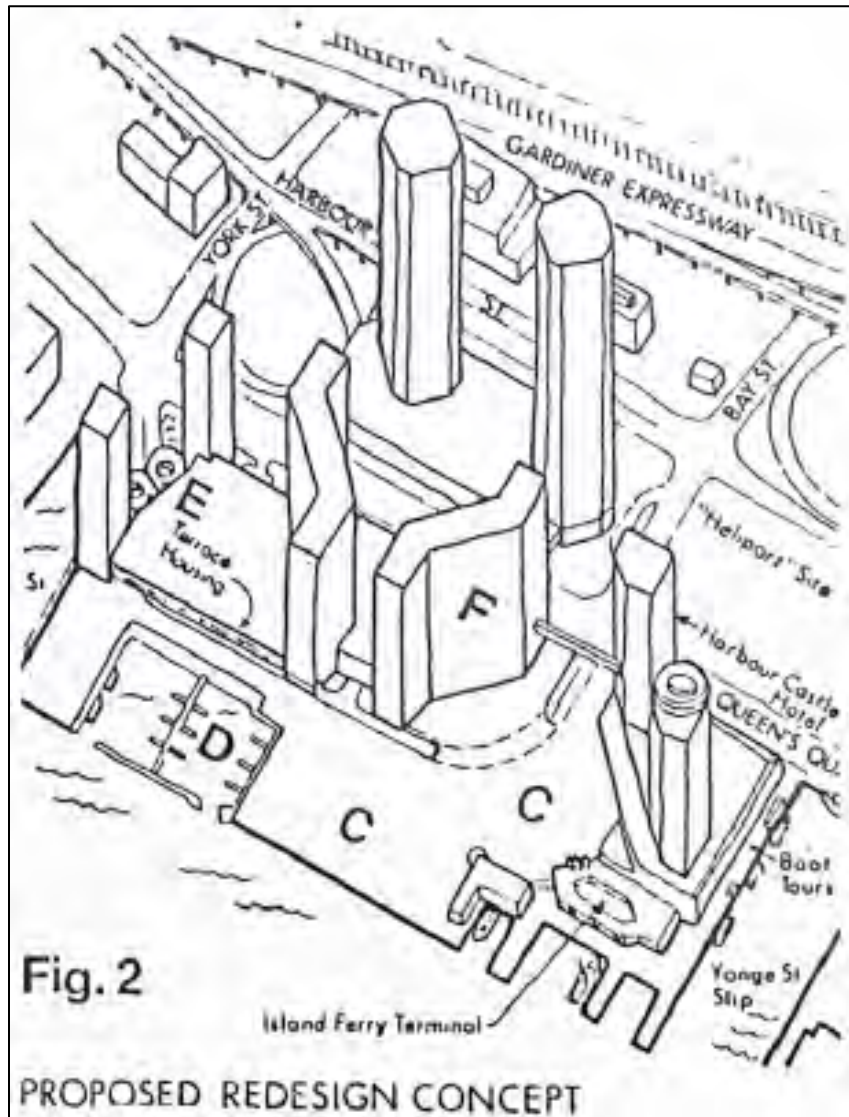 GARDINER EXPRESSWAY
HARBOUR
ST
YORK ST
BAY ST
"Heliport" Site
E
Terrace
Housing
F
St
Harbour Castle
Hotel
QUEEN'S QU
D
C
C
Boat
Tours
Yonge St
Slip
Fig. 2
Island Ferry Terminal
PROPOSED REDESIGN CONCEPT